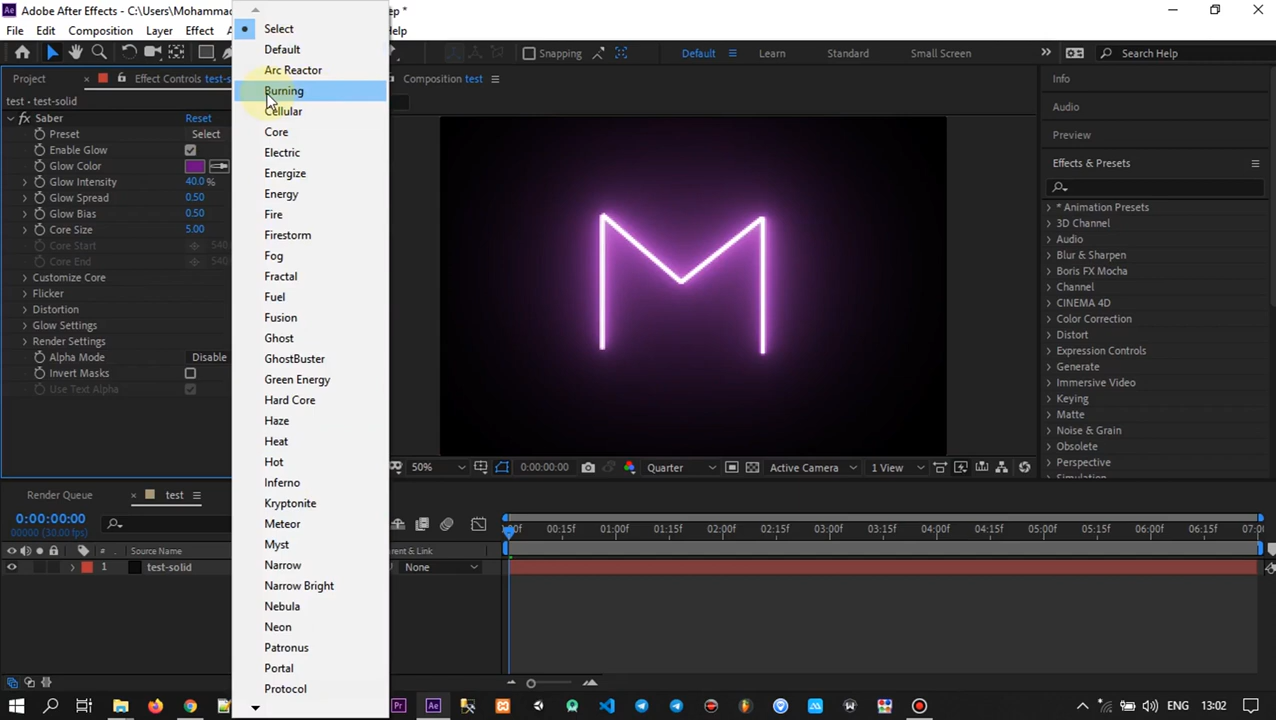 Adobe After Effects - C:\Users\Mohammad
ep *
File Edit Composition Layer Effect
Snapping
Default
Learn
Standard
Small Screen
Search Help
Project
Effect Controls test-s
Composition test
test • test-solid
Saber Reset
Preset Select
Enable Glow
Glow Color
Glow Intensity 40.0 %
Glow Spread 0.50
Glow Bias 0.50
Core Size 5.00
Core Start 540
Core End 540
Customize Core
Flicker
Distortion
Glow Settings
Render Settings
Alpha Mode Disable
Invert Masks
Use Text Alpha
Select
Default
Arc Reactor
Burning
Cellular
Core
Electric
Energize
Energy
Fire
Firestorm
Fog
Fractal
Fuel
Fusion
Ghost
GhostBuster
Green Energy
Hard Core
Haze
Heat
Hot
Inferno
Kryptonite
Meteor
Myst
Narrow
Narrow Bright
Nebula
Neon
Patronus
Portal
Protocol
M
50%
0:00:00:00
Quarter
Active Camera
1 View
Info
Audio
Preview
Effects & Presets
* Animation Presets
3D Channel
Audio
Blur & Sharpen
Boris FX Mocha
Channel
CINEMA 4D
Color Correction
Distort
Expression Controls
Generate
Immersive Video
Keying
Matte
Noise & Grain
Obsolete
Perspective
Simulation
Render Queue
test
0:00:00:00
00000 (30.00 fps)
# Source Name
arent & Link
1 test-solid
None
00f 00:15f 01:00f 01:15f 02:00f 02:15f 03:00f 03:15f 04:00f 04:15f 05:00f 05:15f 06:00f 06:15f 07:0
Pr
Ae
ENG
13:02